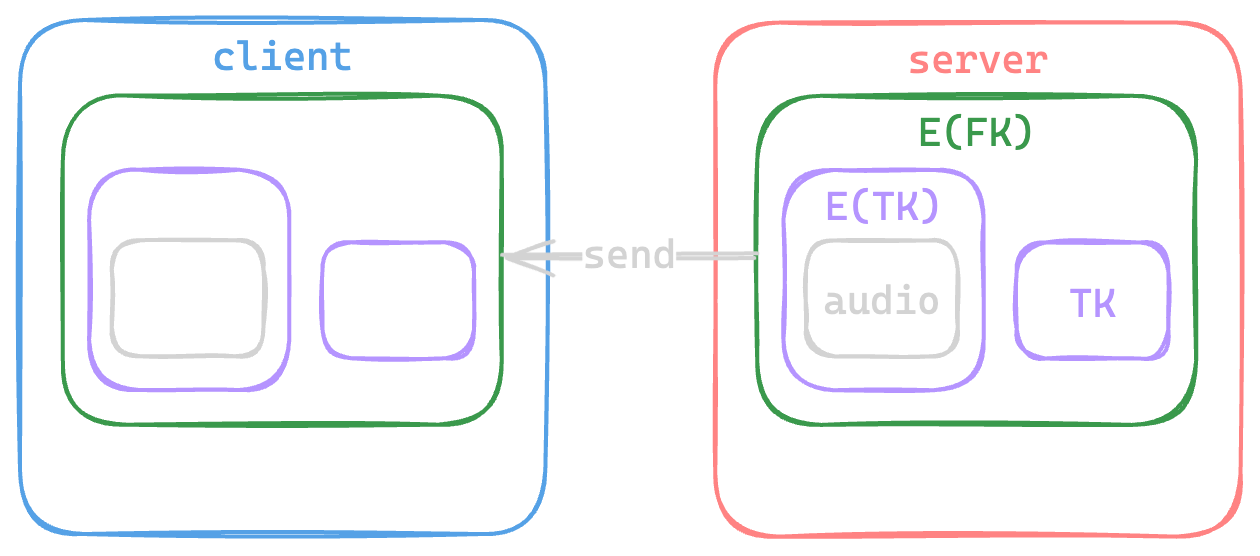 client
server
E(FK)
E(TK)
send
audio
TK